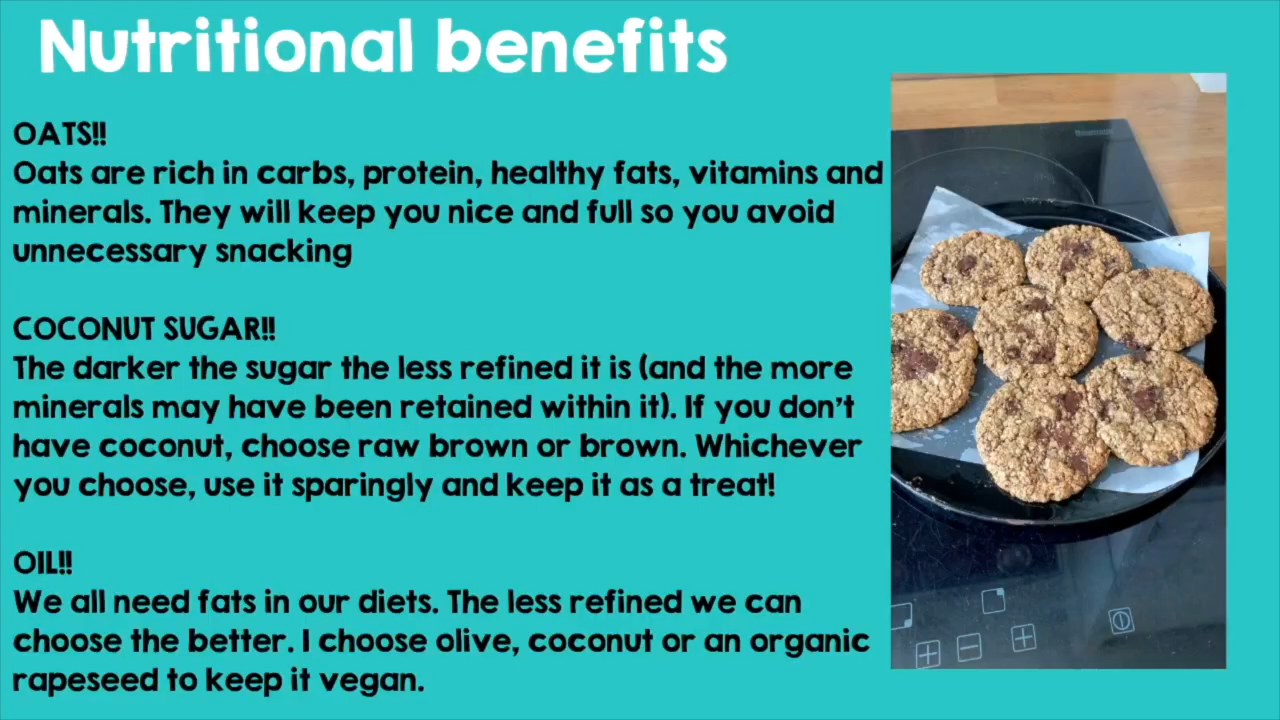 Nutritional benefits
OATS!!
Oats are rich in carbs, protein, healthy fats, vitamins and
minerals. They will keep you nice and full so you avoid
unnecessary snacking
COCONUT SUGAR!!
The darker the sugar the less refined it is (and the more
minerals may have been retained within it). If you don't
have coconut, choose raw brown or brown. Whichever
you choose, use it sparingly and keep it as a treat!
OIL!!
We all need fats in our diets. The less refined we can
choose the better. I choose olive, coconut or an organic
rapeseed to keep it vegan.